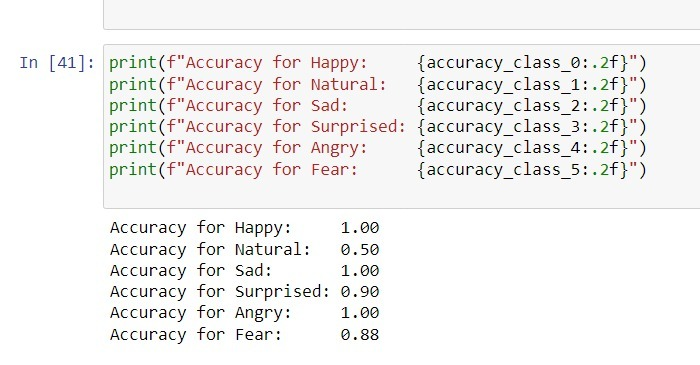 In [41]: print(f"Accuracy for Happy:     {accuracy_class_0:.2f}")
print(f"Accuracy for Natural:   {accuracy_class_1:.2f}")
print(f"Accuracy for Sad:       {accuracy_class_2:.2f}")
print(f"Accuracy for Surprised: {accuracy_class_3:.2f}")
print(f"Accuracy for Angry:     {accuracy_class_4:.2f}")
print(f"Accuracy for Fear:      {accuracy_class_5:.2f}")
Accuracy for Happy:     1.00
Accuracy for Natural:   0.50
Accuracy for Sad:       1.00
Accuracy for Surprised: 0.90
Accuracy for Angry:     1.00
Accuracy for Fear:      0.88